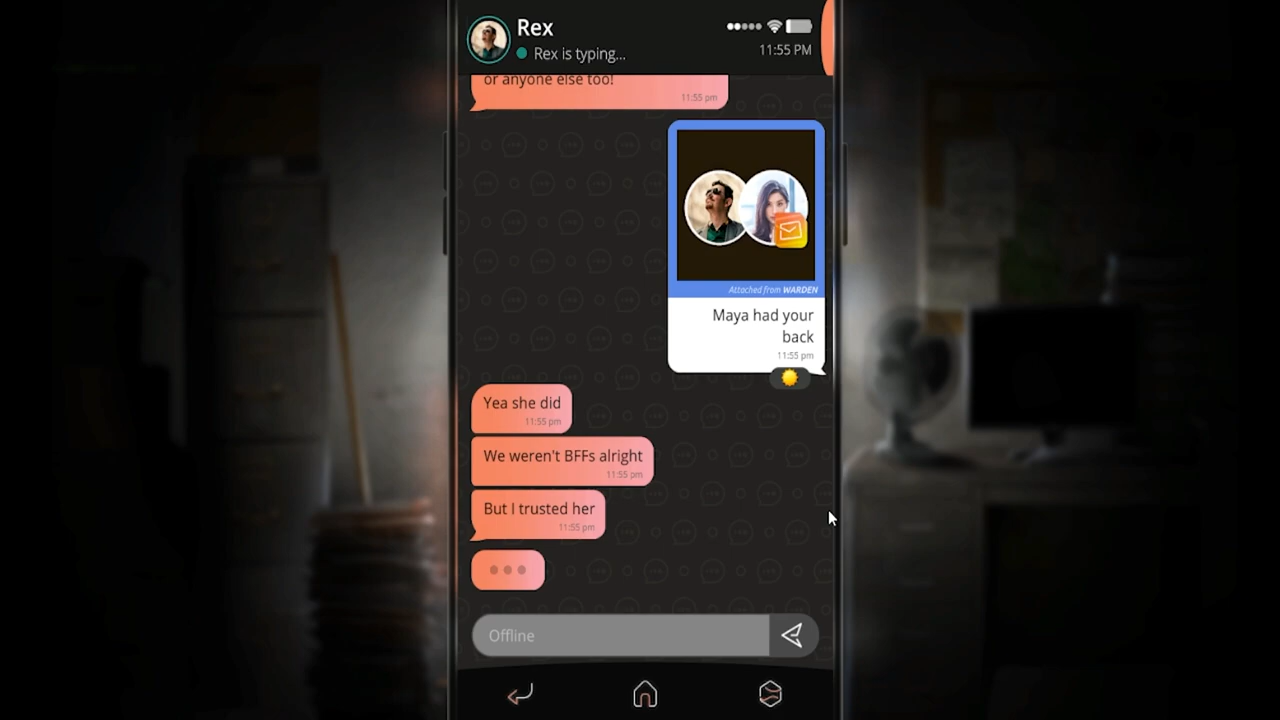 Rex
Rex is typing...
11:55 PM
or anyone else too!
11:55 pm
Attached from WARDEN
Maya had your
back
11:55 pm
Yea she did
11:55 pm
We weren't BFFs alright
11:55 pm
But I trusted her
11:55 pm
Offline